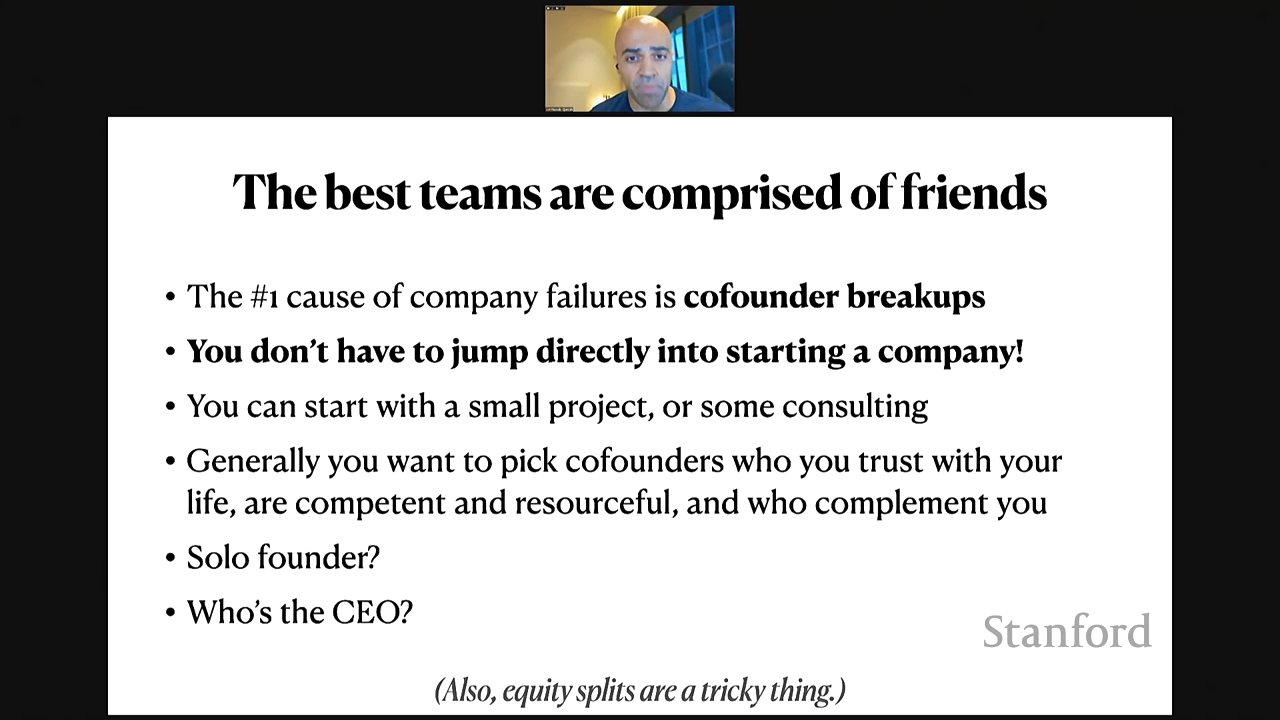 The best teams are comprised of friends
• The #1 cause of company failures is cofounder breakups
• You don't have to jump directly into starting a company!
• You can start with a small project, or some consulting
• Generally you want to pick cofounders who you trust with your
life, are competent and resourceful, and who complement you
• Solo founder?
• Who's the CEO?
Stanford
(Also, equity splits are a tricky thing.)